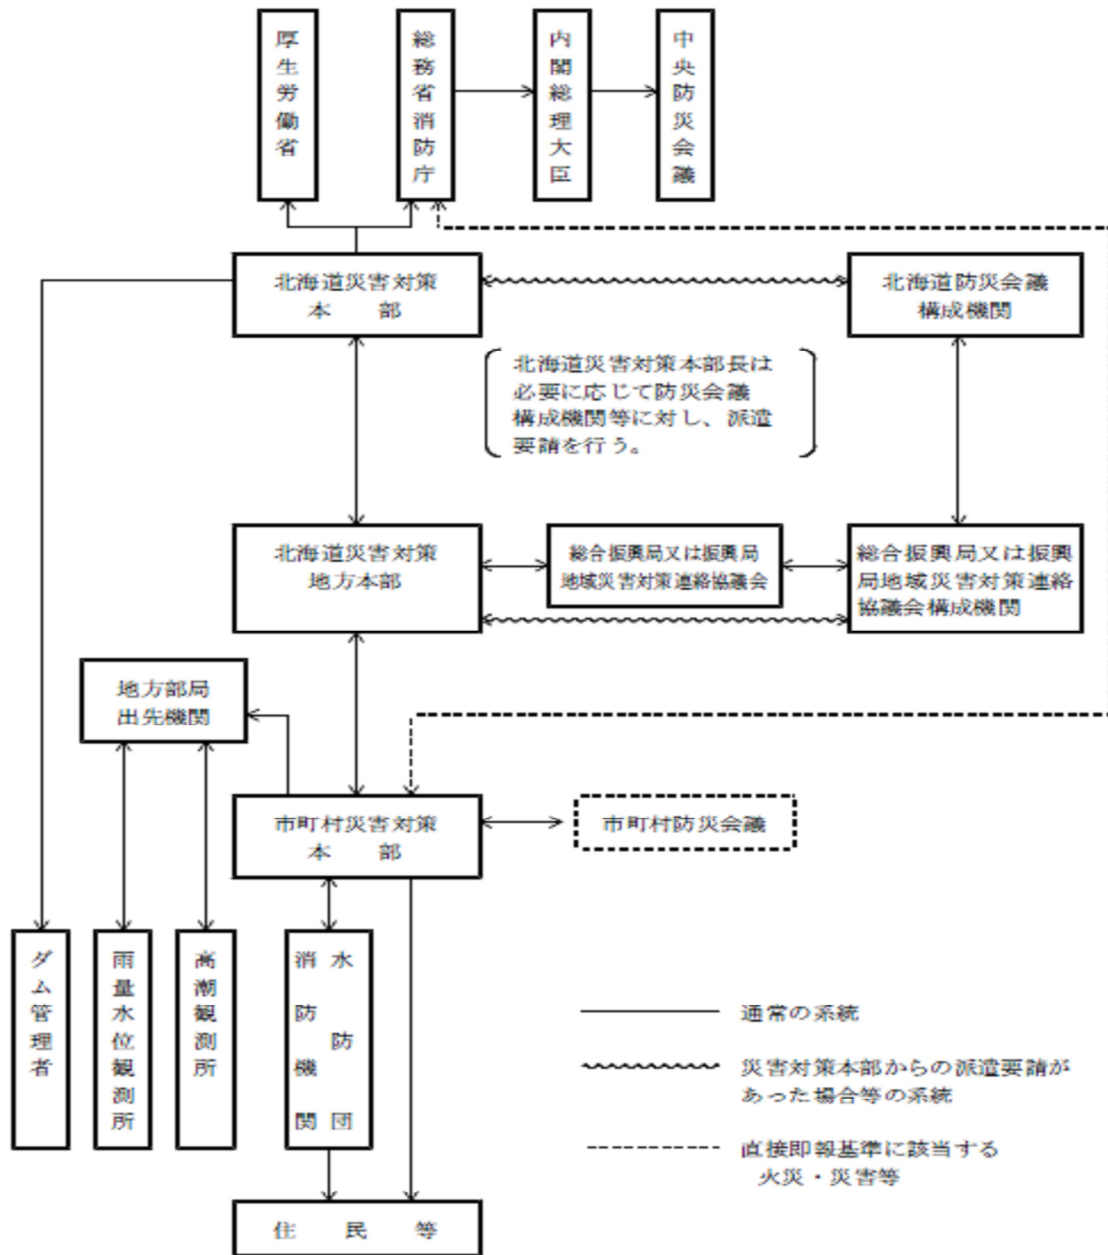 厚生労働省
総務省消防庁
内閣総理大臣
中央防災会議
北海道災害対策
本　　部
北海道防災会議
構成機関
北海道災害対策本部長は
必要に応じて防災会議
構成機関等に対し、派遣
要請を行う。
北海道災害対策
地方本部
総合振興局又は振興局
地域災害対策連絡協議会
総合振興局又は振興
局地域災害対策連絡
協議会構成機関
地方部局
出先機関
市町村災害対策
本　　部
市町村防災会議
ダム管理者
雨量水位観測所
高潮観測所
水防団
消防機関
通常の系統
災害対策本部からの派遣要請が
あった場合等の系統
直接即報基準に該当する
火災・災害等
住　民　等